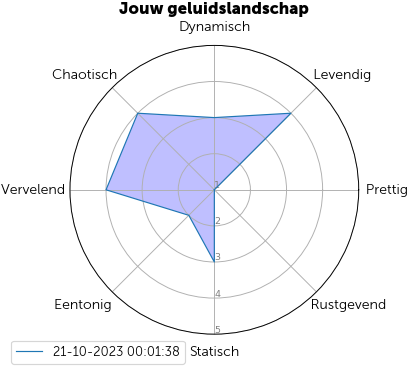 Jouw geluidslandschap
Dynamisch
Chaotisch
Levendig
Vervelend
Prettig
1
2
3
4
5
Eentonig
Rustgevend
21-10-2023 00:01:38
Statisch